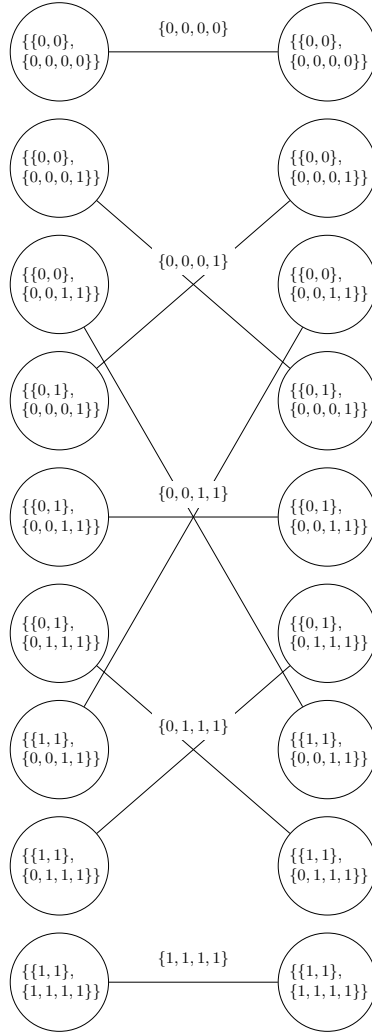 {0, 0, 0, 0}
{{0, 0},
{0, 0, 0, 0}}
{{0, 0},
{0, 0, 0, 0}}
{{0, 0},
{0, 0, 0, 1}}
{{0, 0},
{0, 0, 0, 1}}
{0, 0, 0, 1}
{{0, 0},
{0, 0, 1, 1}}
{{0, 0},
{0, 0, 1, 1}}
{{0, 1},
{0, 0, 0, 1}}
{{0, 1},
{0, 0, 0, 1}}
{0, 0, 1, 1}
{{0, 1},
{0, 0, 1, 1}}
{{0, 1},
{0, 0, 1, 1}}
{{0, 1},
{0, 1, 1, 1}}
{{0, 1},
{0, 1, 1, 1}}
{0, 1, 1, 1}
{{1, 1},
{0, 0, 1, 1}}
{{1, 1},
{0, 0, 1, 1}}
{{1, 1},
{0, 1, 1, 1}}
{{1, 1},
{0, 1, 1, 1}}
{1, 1, 1, 1}
{{1, 1},
{1, 1, 1, 1}}
{{1, 1},
{1, 1, 1, 1}}